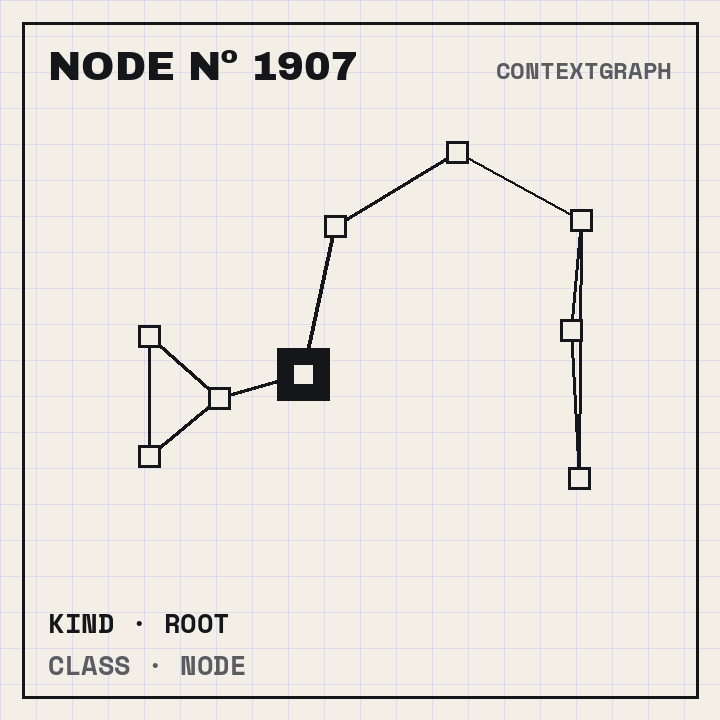 NODE Nº 1907
CONTEXTGRAPH
KIND · ROOT
CLASS · NODE